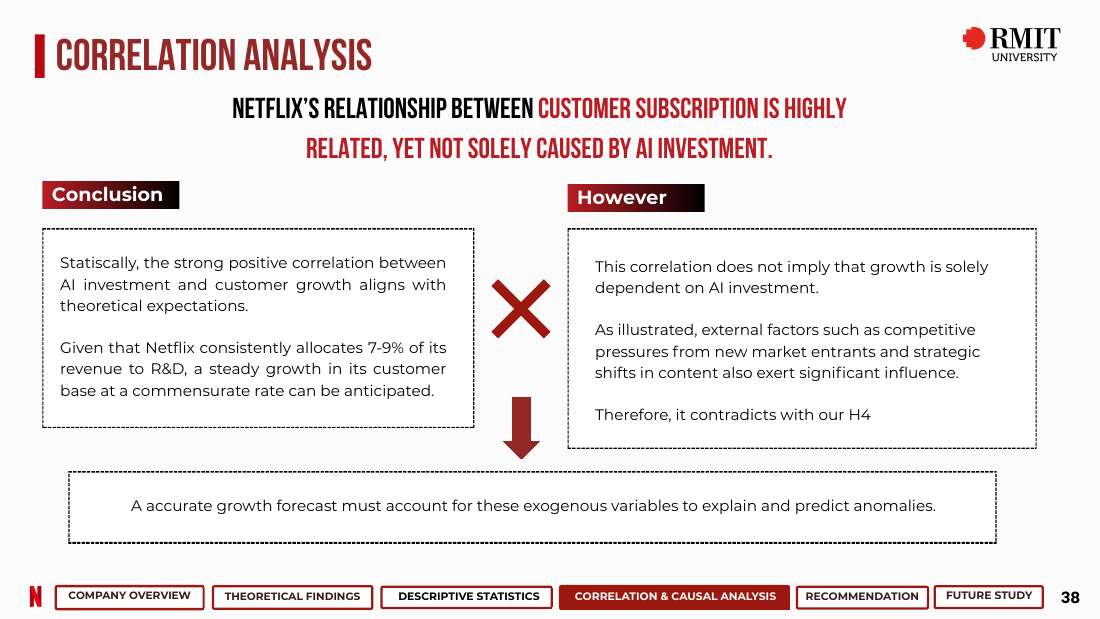 CORRELATION ANALYSIS
RMIT
UNIVERSITY
NETFLIX'S RELATIONSHIP BETWEEN CUSTOMER SUBSCRIPTION IS HIGHLY
RELATED, YET NOT SOLELY CAUSED BY AI INVESTMENT.
Conclusion
Statiscally, the strong positive correlation between
AI investment and customer growth aligns with
theoretical expectations.
Given that Netflix consistently allocates 7-9% of its
revenue to R&D, a steady growth in its customer
base at a commensurate rate can be anticipated.
However
This correlation does not imply that growth is solely
dependent on AI investment.
As illustrated, external factors such as competitive
pressures from new market entrants and strategic
shifts in content also exert significant influence.
Therefore, it contradicts with our H4
A accurate growth forecast must account for these exogenous variables to explain and predict anomalies.
N
COMPANY OVERVIEW
THEORETICAL FINDINGS
DESCRIPTIVE STATISTICS
CORRELATION & CAUSAL ANALYSIS
RECOMMENDATION
FUTURE STUDY
38